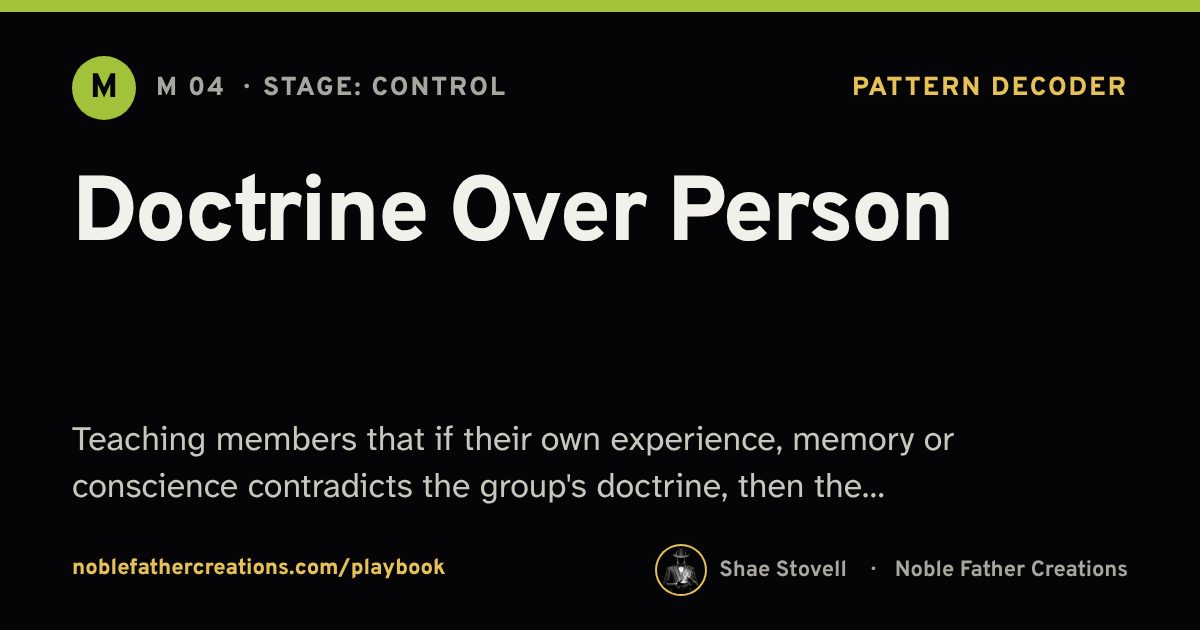 M
M 04 · STAGE: CONTROL
PATTERN DECODER
Doctrine Over Person
Teaching members that if their own experience, memory or
conscience contradicts the group's doctrine, then the...
noblefathercreations.com/playbook
Shae Stovell · Noble Father Creations